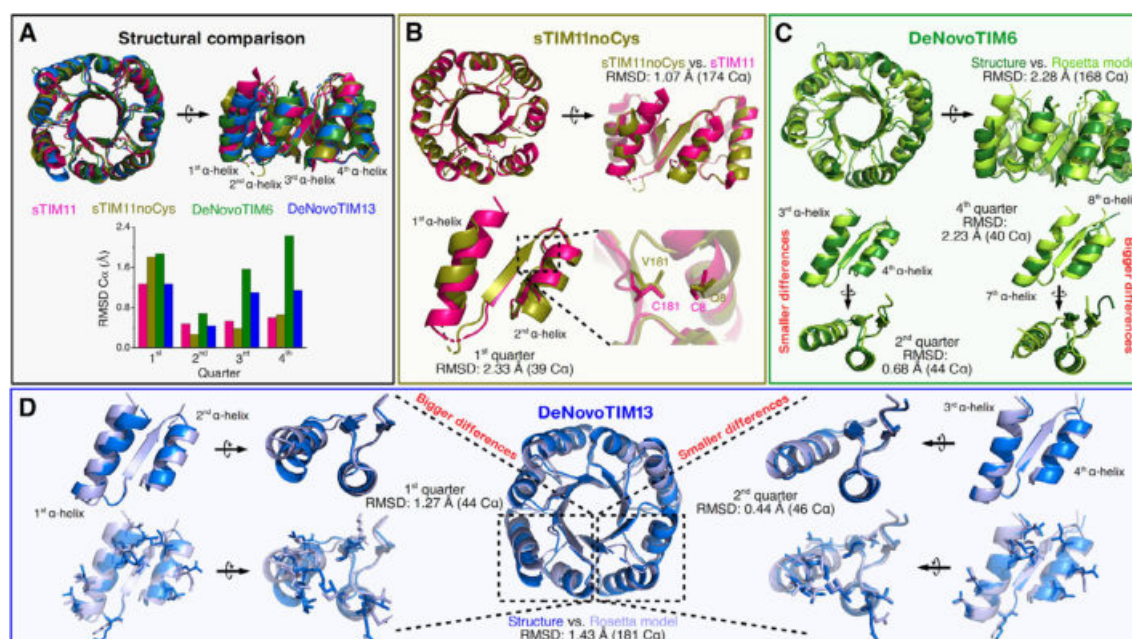 A
Structural comparison
1st α-helix
2nd α-helix
3rd α-helix
4th α-helix
sTIM11 sTIM11noCys DeNovoTIM6 DeNovoTIM13
RMSD Cα (Å)
2.4
1.8
1.2
0.6
0.0
1st 2nd 3rd 4th
Quarter
B
sTIM11noCys
sTIM11noCys vs. sTIM11
RMSD: 1.07 Å (174 Cα)
1st α-helix
2nd α-helix
V181
C181
C8
Q8
1st quarter
RMSD: 2.33 Å (39 Cα)
C
DeNovoTIM6
Structure vs. Rosetta model
RMSD: 2.28 Å (168 Cα)
3rd α-helix
4th α-helix
4th quarter
RMSD:
2.23 Å (40 Cα)
8th α-helix
7th α-helix
Smaller differences
Bigger differences
2nd quarter
RMSD:
0.68 Å (44 Cα)
D
DeNovoTIM13
2nd α-helix
1st α-helix
Bigger differences
1st quarter
RMSD: 1.27 Å (44 Cα)
Smaller differences
2nd quarter
RMSD: 0.44 Å (46 Cα)
3rd α-helix
4th α-helix
Structure vs. Rosetta model
RMSD: 1.43 Å (181 Cα)